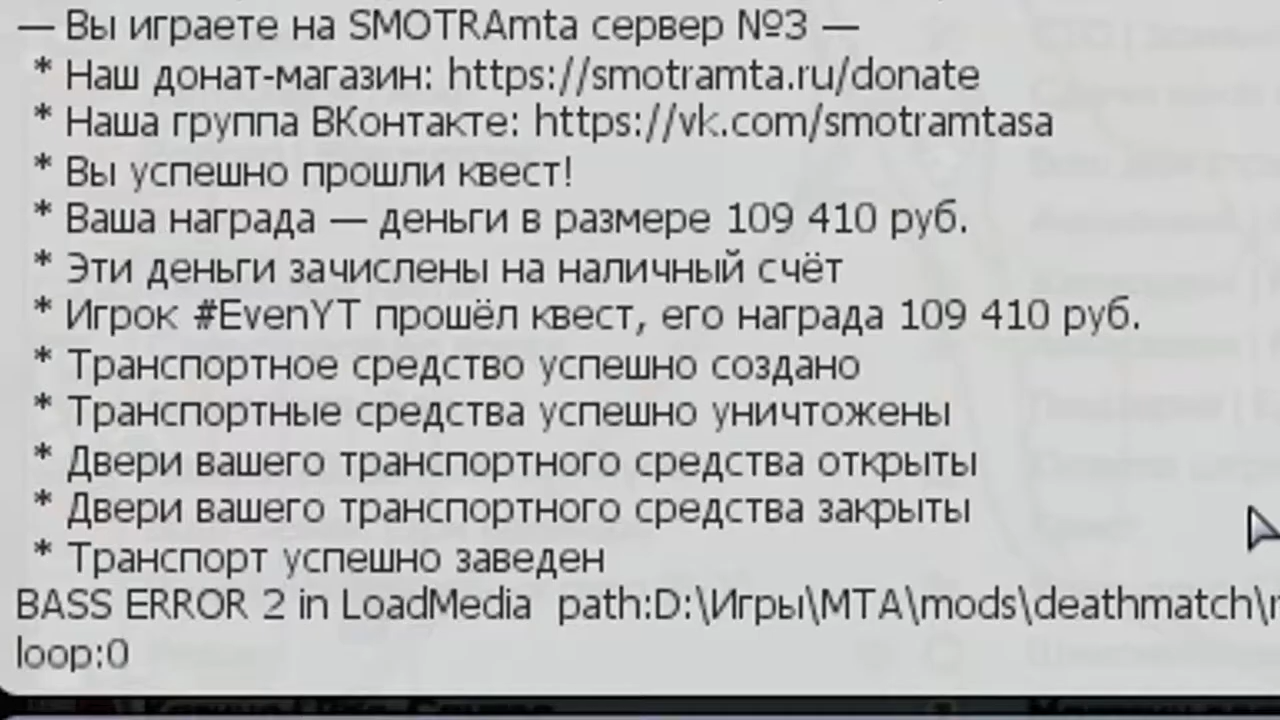 — Вы играете на SMOTRAmta сервер №3 —
* Наш донат-магазин: https://smotramta.ru/donate
* Наша группа ВКонтакте: https://vk.com/smotramtasa
* Вы успешно прошли квест!
* Ваша награда — деньги в размере 109 410 руб.
* Эти деньги зачислены на наличный счёт
* Игрок #EvenYT прошёл квест, его награда 109 410 руб.
* Транспортное средство успешно создано
* Транспортные средства успешно уничтожены
* Двери вашего транспортного средства открыты
* Двери вашего транспортного средства закрыты
* Транспорт успешно заведен
BASS ERROR 2 in LoadMedia path:D:\Игры\MTA\mods\deathmatch\
loop:0